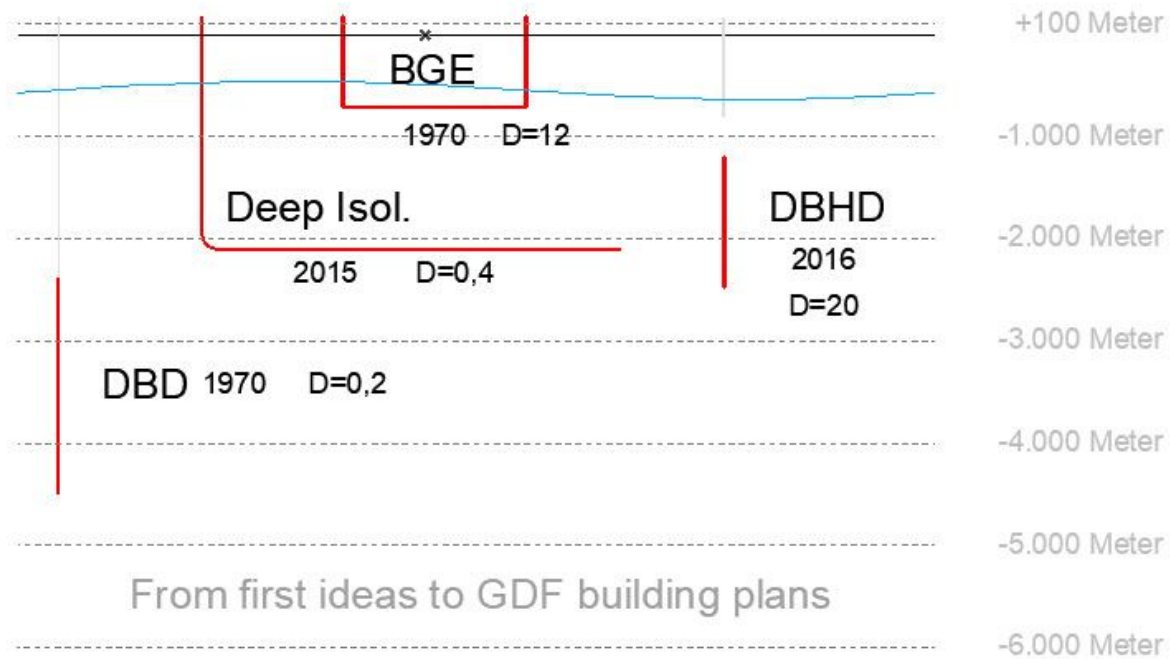 +100 Meter
BGE
1970 D=12
-1.000 Meter
Deep Isol.
DBHD
-2.000 Meter
2016
2015 D=0,4
D=20
-3.000 Meter
DBD 1970 D=0,2
-4.000 Meter
-5.000 Meter
From first ideas to GDF building plans
-6.000 Meter